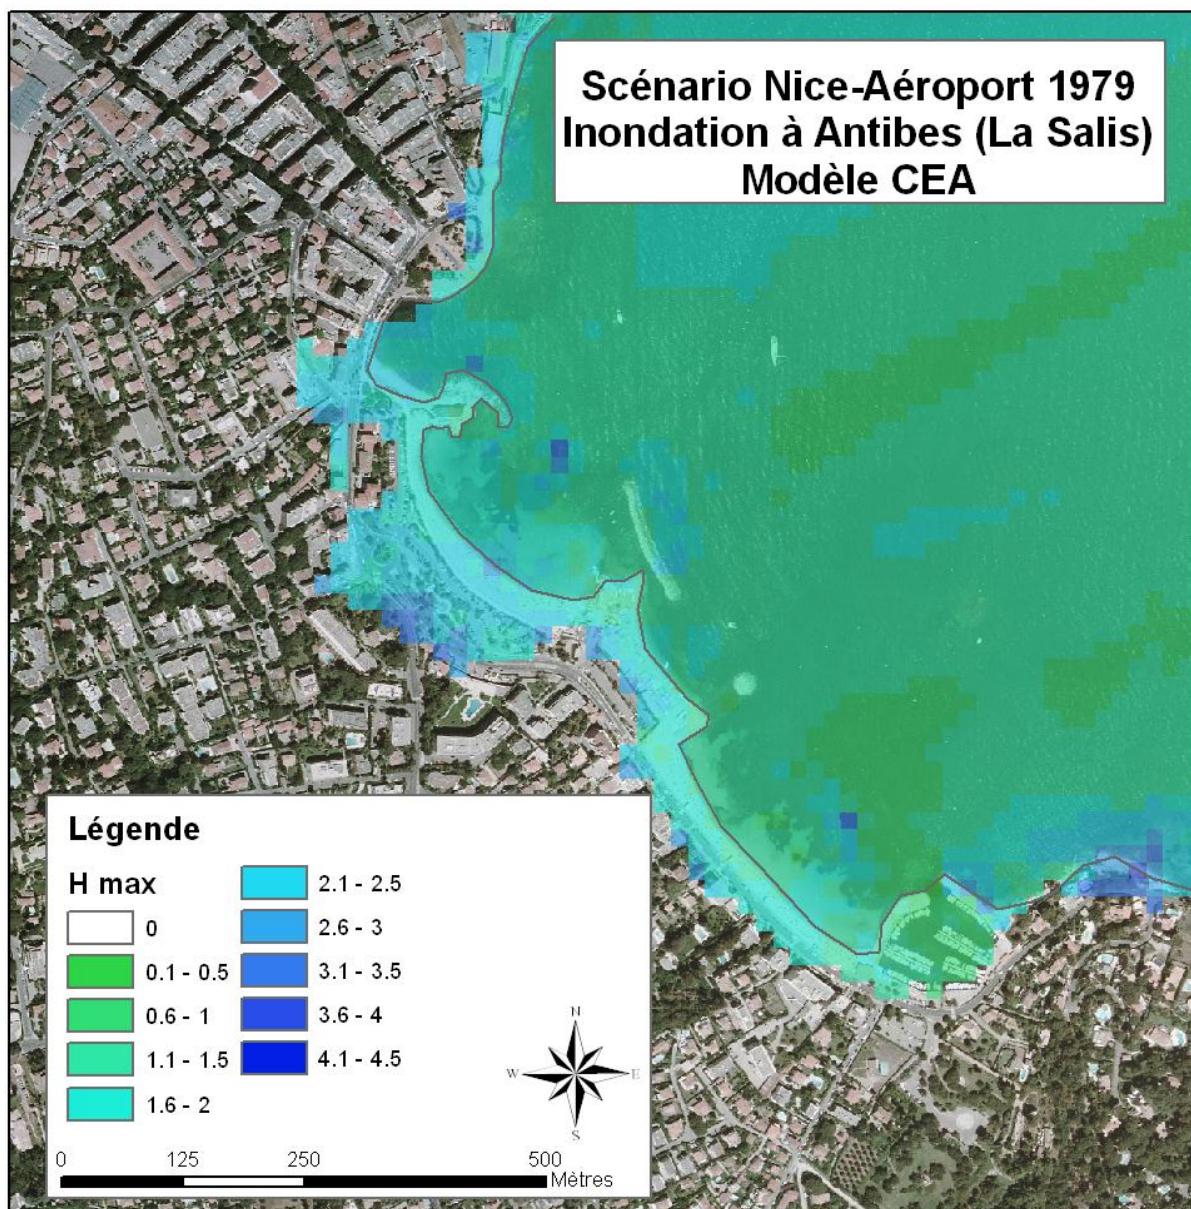 Scénario Nice-Aéroport 1979
Inondation à Antibes (La Salis)
Modèle CEA
Légende
H max
0
0.1 - 0.5
0.6 - 1
1.1 - 1.5
1.6 - 2
2.1 - 2.5
2.6 - 3
3.1 - 3.5
3.6 - 4
4.1 - 4.5
N
W E
S
0 125 250 500
Mètres